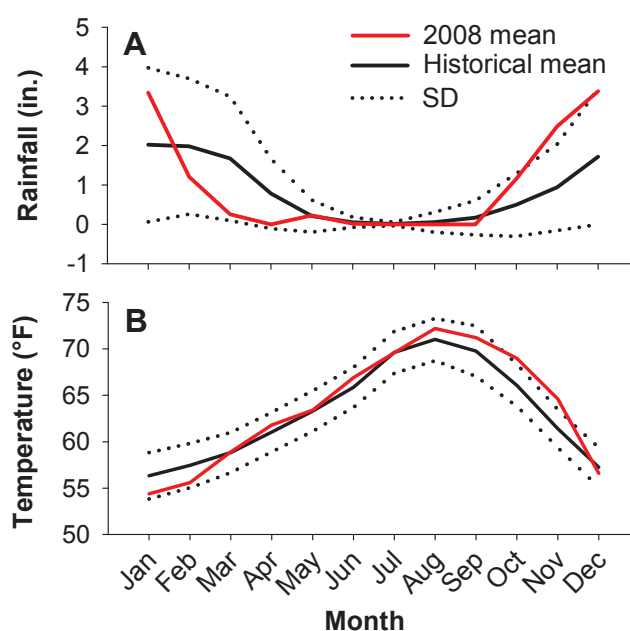 A
2008 mean
Historical mean
SD
Rainfall (in.)
5
4
3
2
1
0
-1
B
Temperature (°F)
75
70
65
60
55
50
Jan Feb Mar Apr May Jun Jul Aug Sep Oct Nov Dec
Month